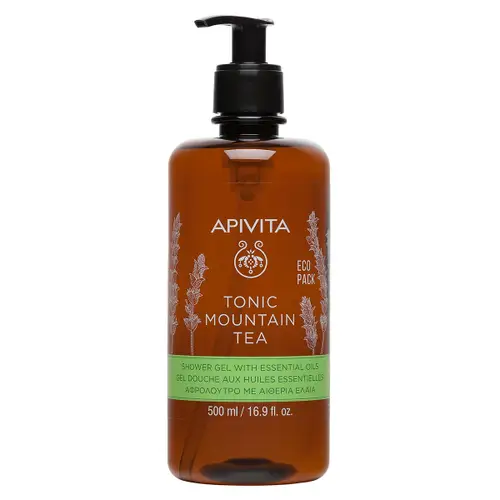 APIVITA
ECO
PACK
TONIC
MOUNTAIN
TEA
SHOWER GEL WITH ESSENTIAL OILS
GEL DOUCHE AUX HUILES ESSENTIELLES
ΑΦΡΟΛΟΥΤΡΟ ΜΕ ΑΙΘΕΡΙΑ ΕΛΑΙΑ
500 ml / 16.9 fl. oz.